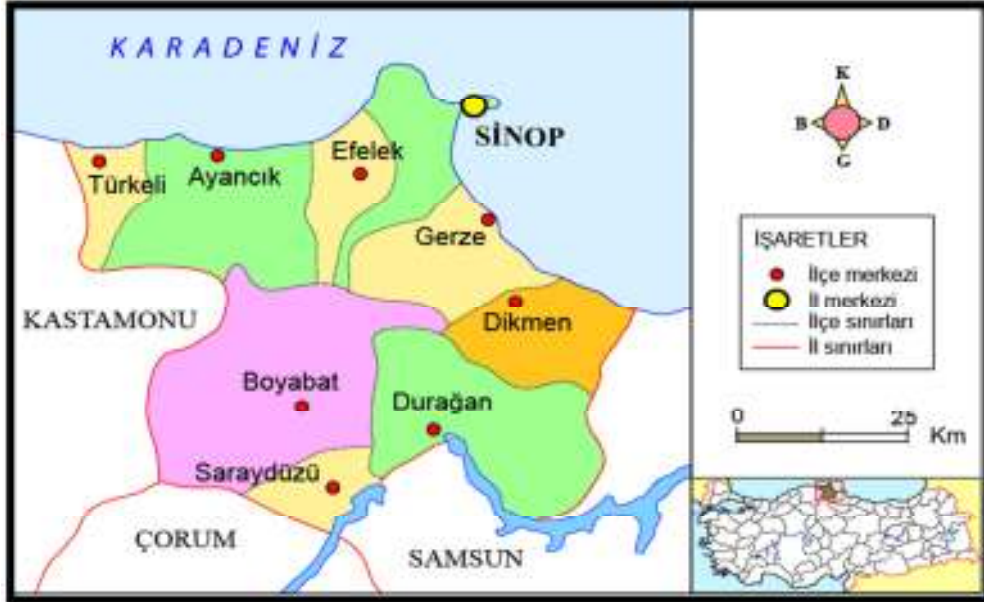 KARADENİZ
SİNOP
Efelek
Türkeli
Ayancık
Gerze
KASTAMONU
Dikmen
Boyabat
Durağan
Saraydüzü
ÇORUM
SAMSUN
K
B D
G
İŞARETLER
İlçe merkezi
İl merkezi
İlçe sınırları
İl sınırları
0 25
Km